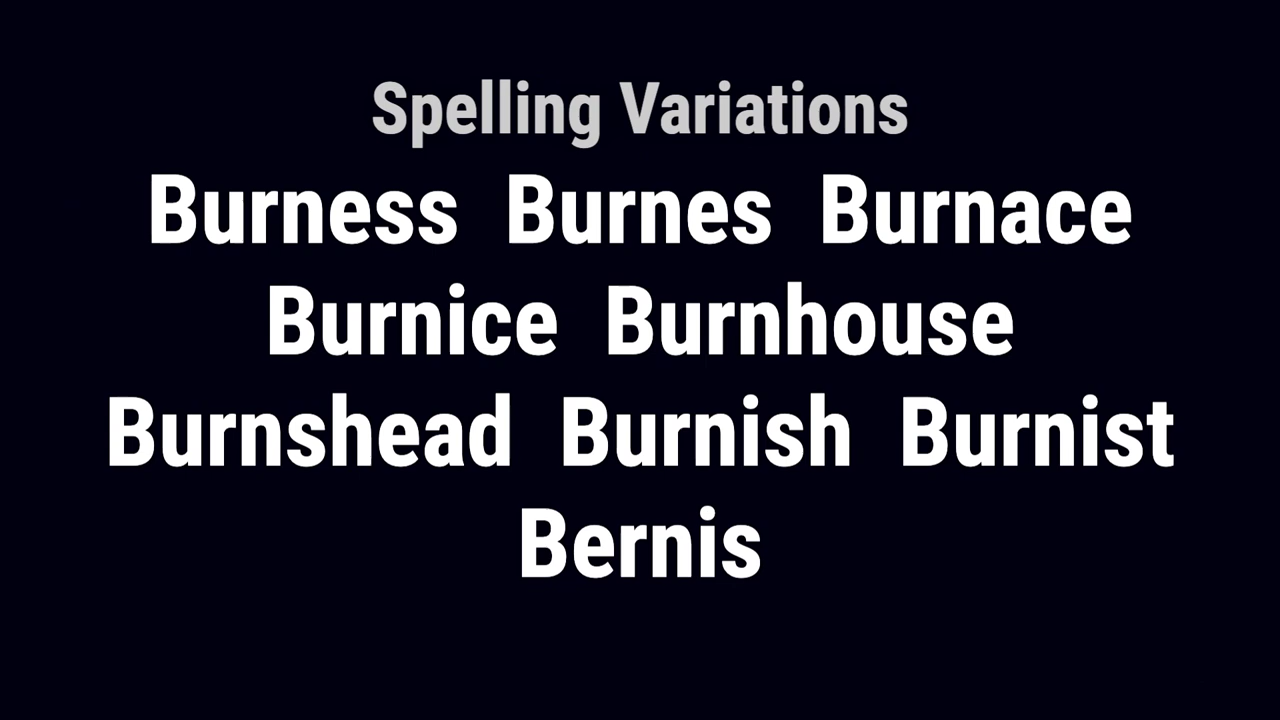 Spelling Variations
Burness Burnes Burnace
Burnice Burnhouse
Burnshead Burnish Burnist
Bernis